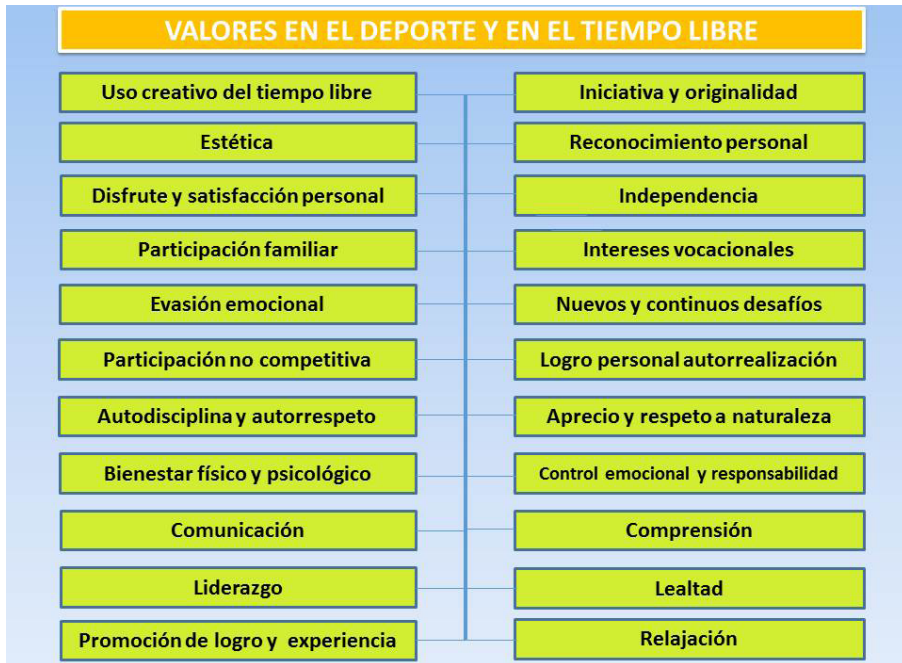 VALORES EN EL DEPORTE Y EN EL TIEMPO LIBRE
Uso creativo del tiempo libre
Iniciativa y originalidad
Estética
Reconocimiento personal
Disfrute y satisfacción personal
Independencia
Participación familiar
Intereses vocacionales
Evasión emocional
Nuevos y continuos desafíos
Participación no competitiva
Logro personal autorrealización
Autodisciplina y autorrespeto
Aprecio y respeto a naturaleza
Bienestar físico y psicológico
Control emocional y responsabilidad
Comunicación
Comprensión
Liderazgo
Lealtad
Promoción de logro y experiencia
Relajación